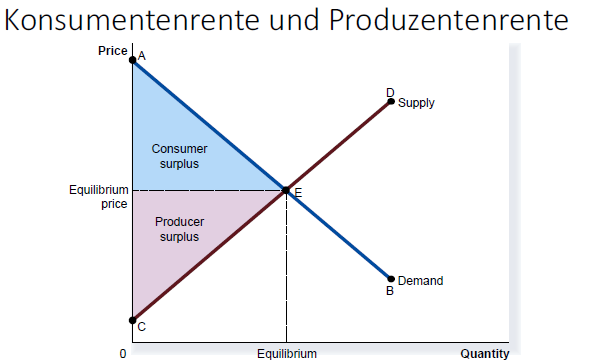 Konsumentenrente und Produzentenrente
Price
A
D
Supply
Consumer
surplus
Equilibrium
price
E
Producer
surplus
Demand
B
C
0
Equilibrium
Quantity